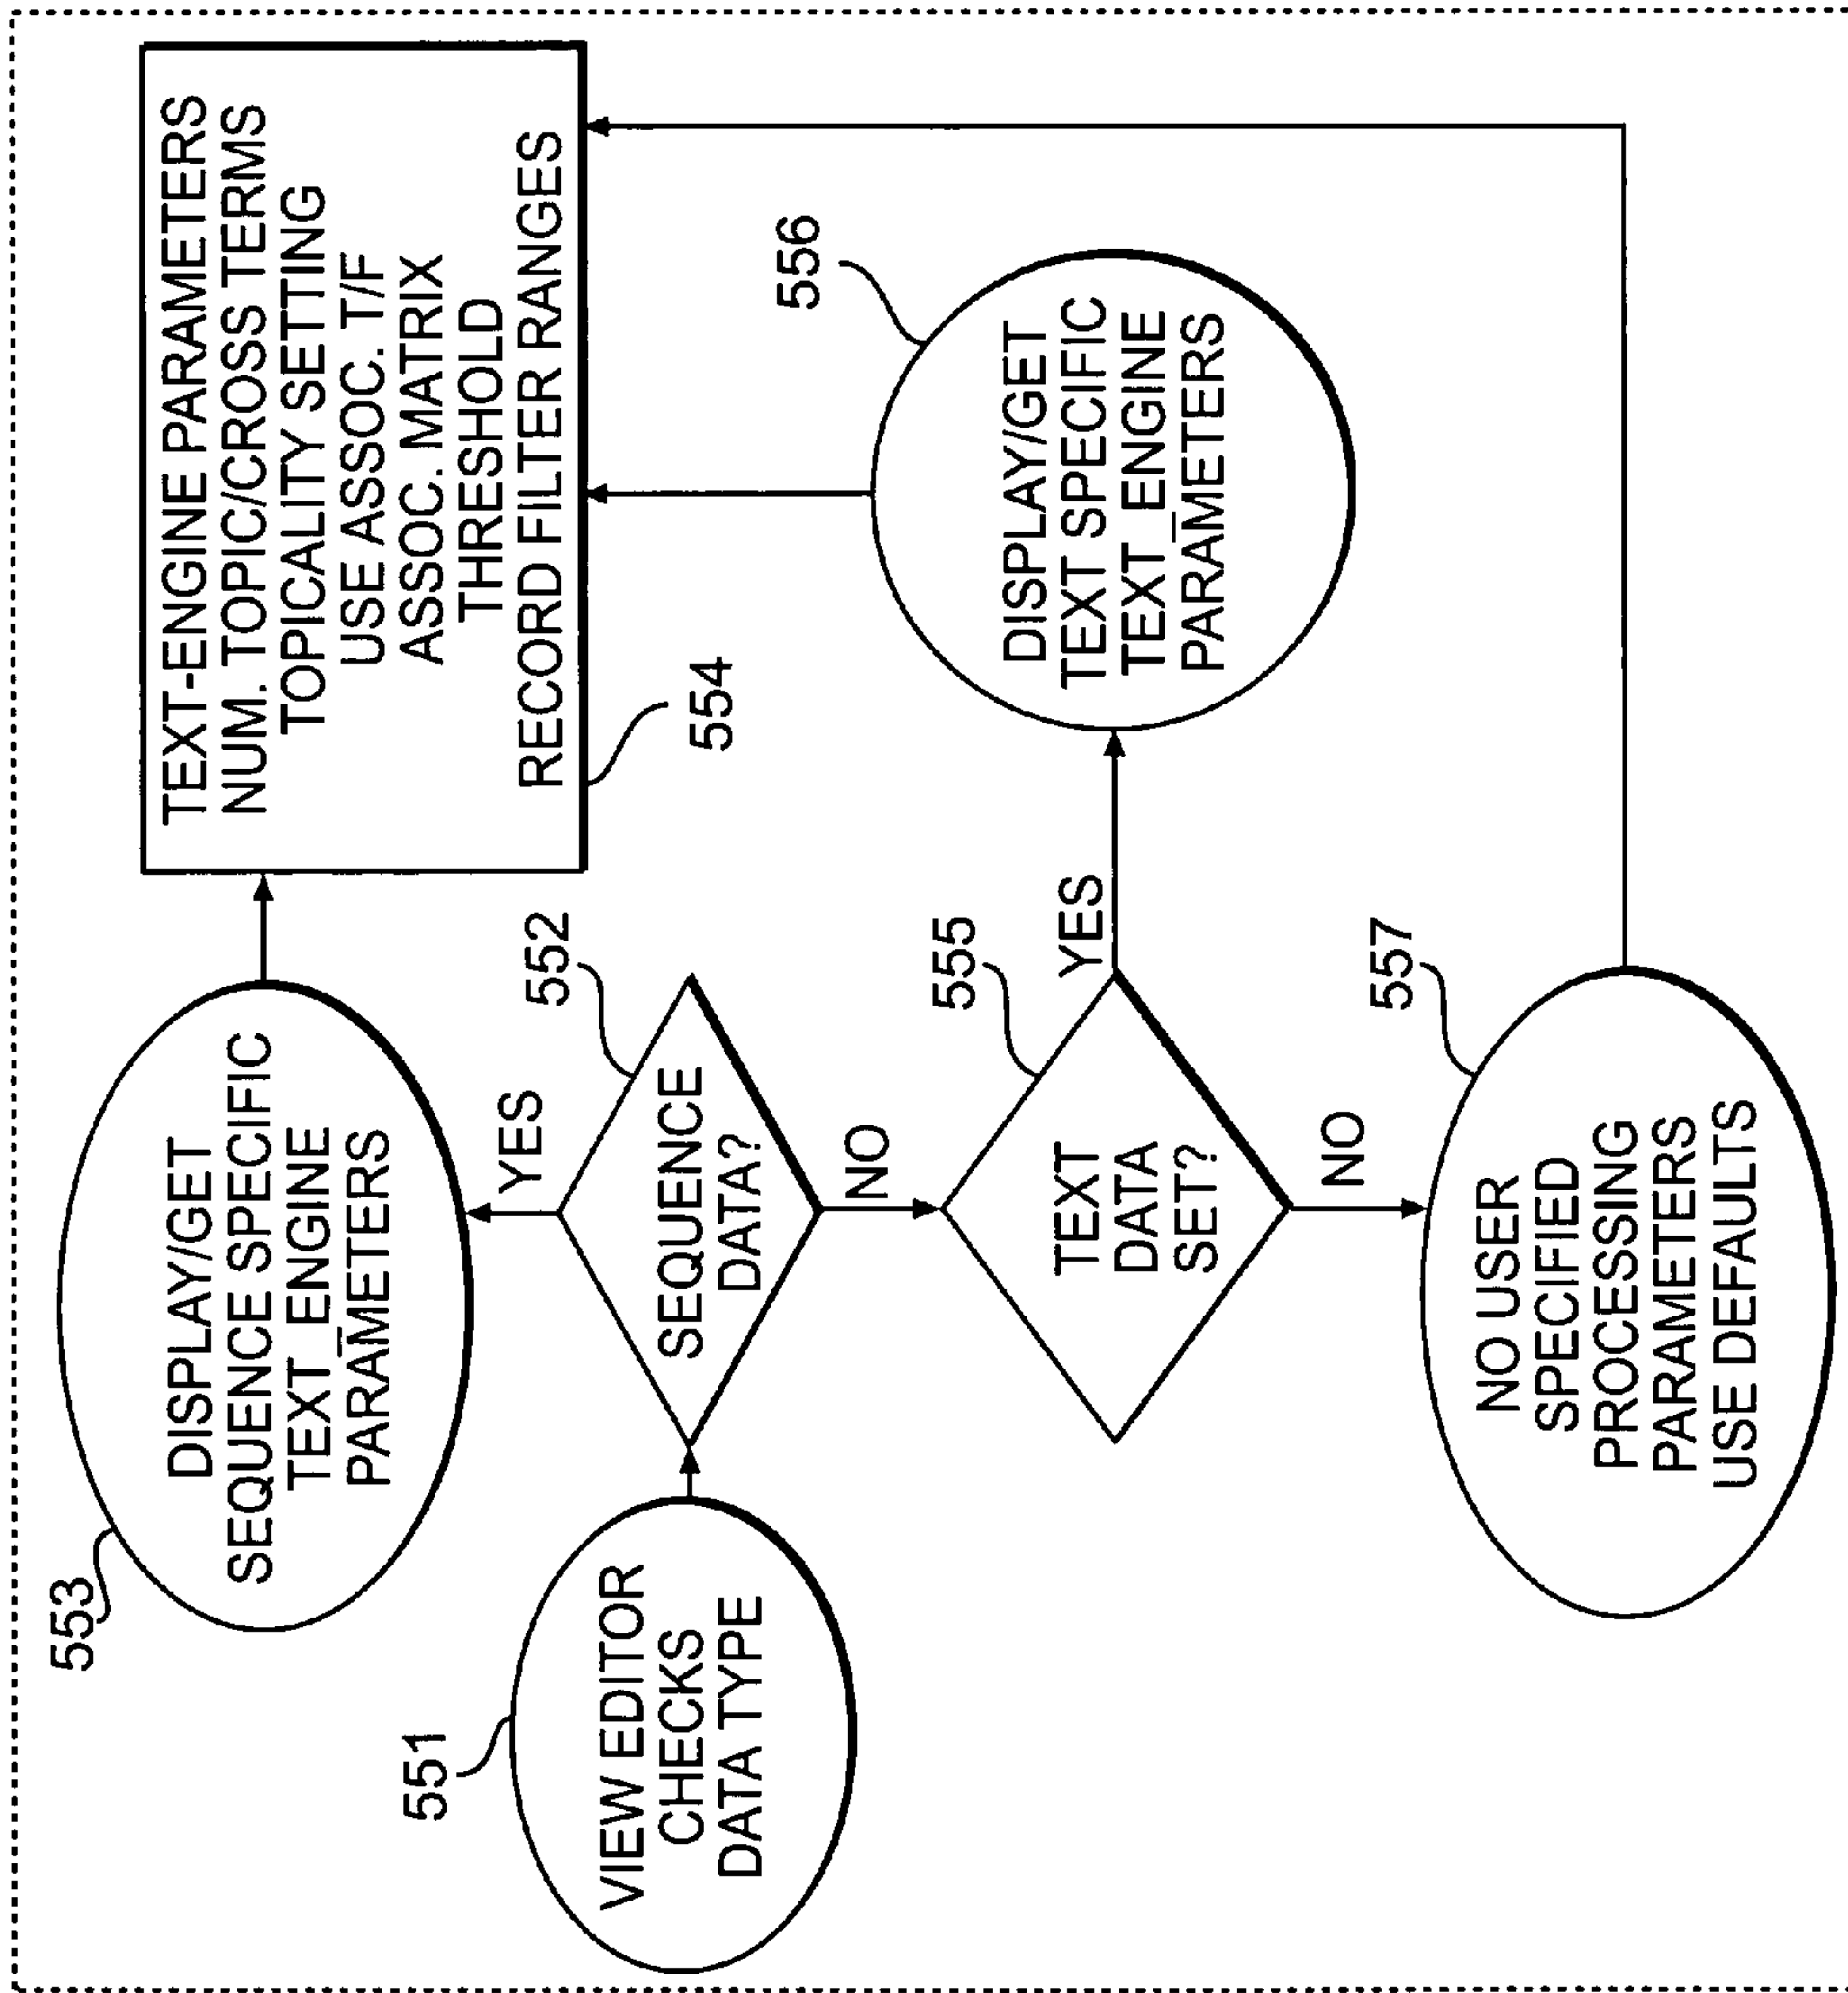 553
DISPLAY/GET
SEQUENCE SPECIFIC
TEXT_ENGINE
PARAMETERS
TEXT-ENGINE PARAMETERS
NUM. TOPIC/CROSS TERMS
TOPICALITY SETTING
USE ASSOC. T/F
ASSOC. MATRIX
THRESHOLD
RECORD FILTER RANGES
554
551
VIEW EDITOR
CHECKS
DATA TYPE
YES
552
SEQUENCE
DATA?
NO
555
TEXT
DATA
SET?
YES
556
DISPLAY/GET
TEXT SPECIFIC
TEXT_ENGINE
PARAMETERS
NO
557
NO USER
SPECIFIED
PROCESSING
PARAMETERS
USE DEFAULTS